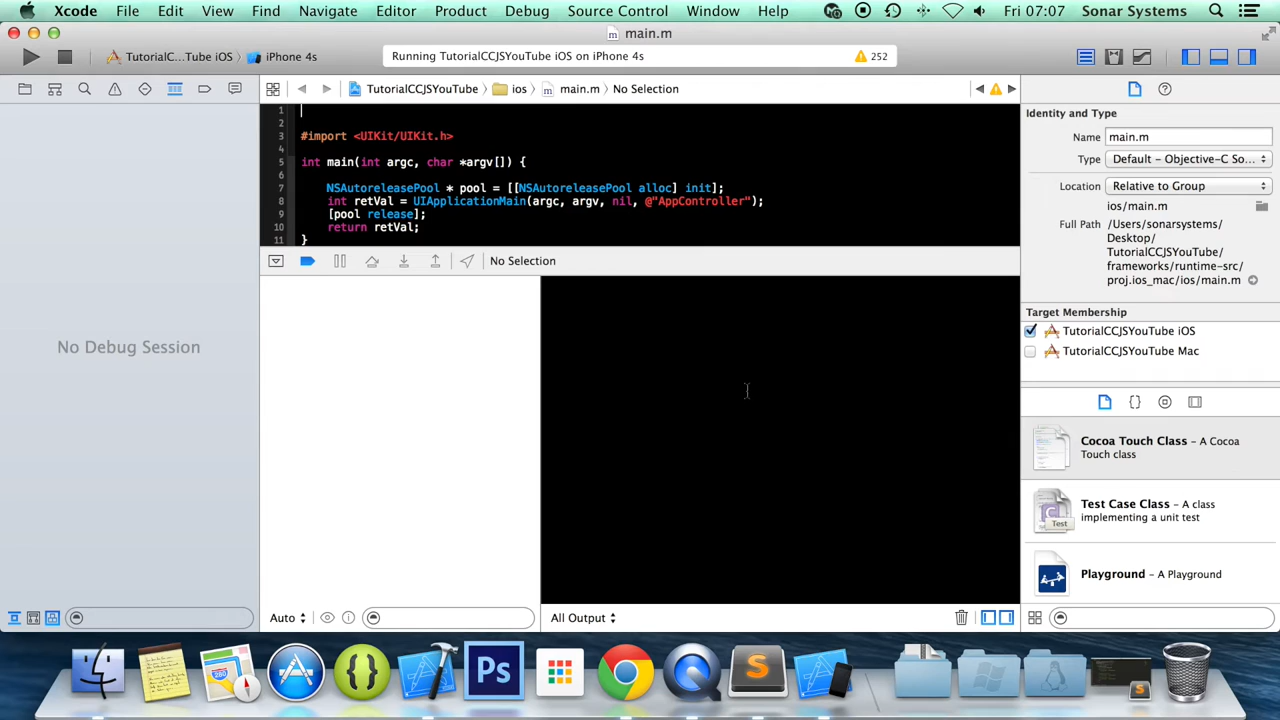 Xcode File Edit View Find Navigate Editor Product Debug Source Control Window Help Fri 07:07 Sonar Systems
main.m
TutorialC...Tube iOS iPhone 4s Running TutorialCCJSYouTube iOS on iPhone 4s 252
TutorialCCJSYouTube ios main.m No Selection
1
2
3 #import <UIKit/UIKit.h>
4
5 int main(int argc, char *argv[]) {
6
7 NSAutoreleasePool * pool = [[NSAutoreleasePool alloc] init];
8 int retVal = UIApplicationMain(argc, argv, nil, @"AppController");
9 [pool release];
10 return retVal;
11 }
No Selection
No Debug Session
Auto
All Output
Identity and Type
Name main.m
Type Default - Objective-C So...
Location Relative to Group
ios/main.m
Full Path /Users/sonarsystems/
Desktop/
TutorialCCJSYouTube/
frameworks/runtime-src/
proj.ios_mac/ios/main.m
Target Membership
TutorialCCJSYouTube iOS
TutorialCCJSYouTube Mac
{ }
Cocoa Touch Class - A Cocoa
Touch class
Test
Test Case Class - A class
implementing a unit test
Playground - A Playground
{}
Ps
S